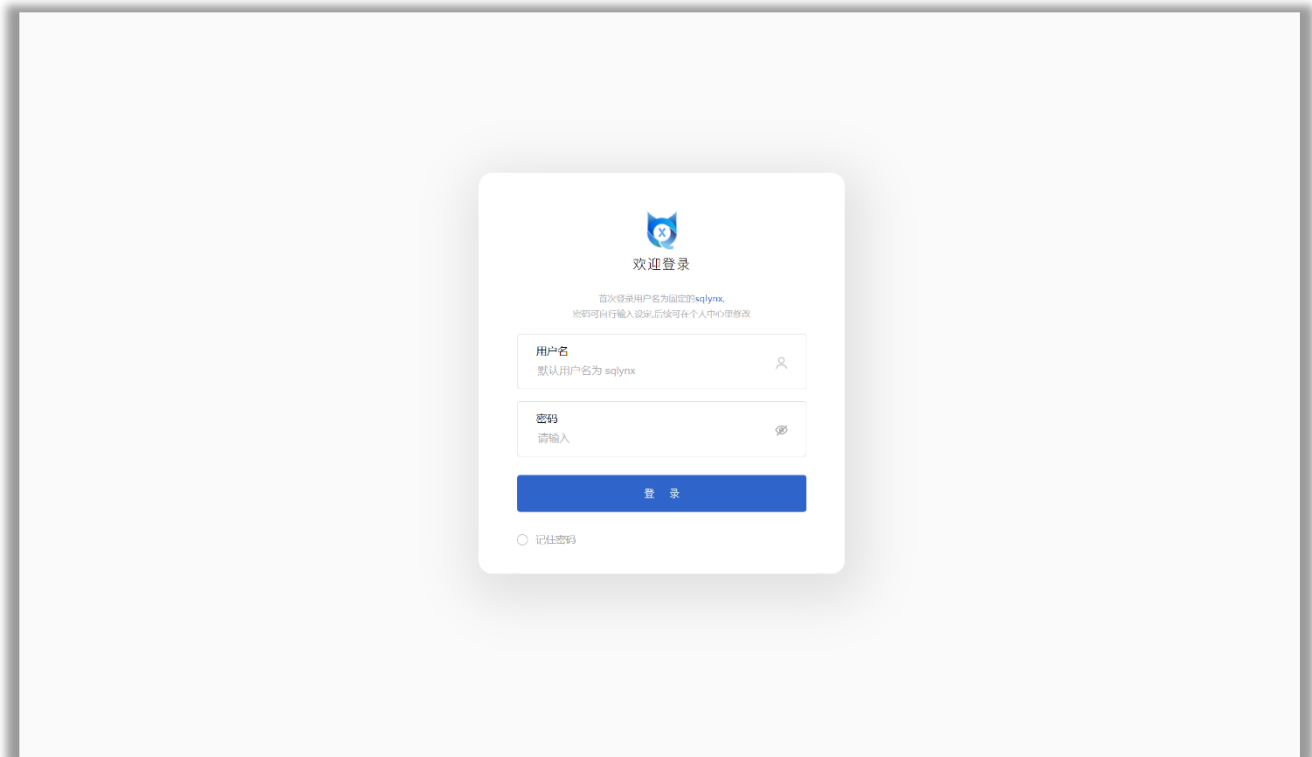 X
欢迎登录
首次登录用户名为固定的sqlynx,
密码可自行输入设定,后续可在个人中心里修改
用户名
默认用户名为 sqlynx
密码
请输入
登 录
记住密码